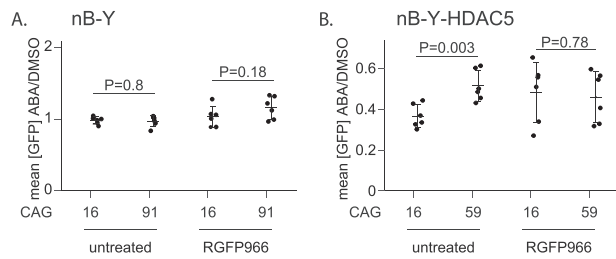 A. nB-Y
mean [GFP] ABA/DMSO
2
1
0
P=0.8
P=0.18
CAG 16 91 16 91
untreated RGFP966
B. nB-Y-HDAC5
mean [GFP] ABA/DMSO
0.6
0.4
0.2
0
P=0.003
P=0.78
CAG 16 59 16 59
untreated RGFP966